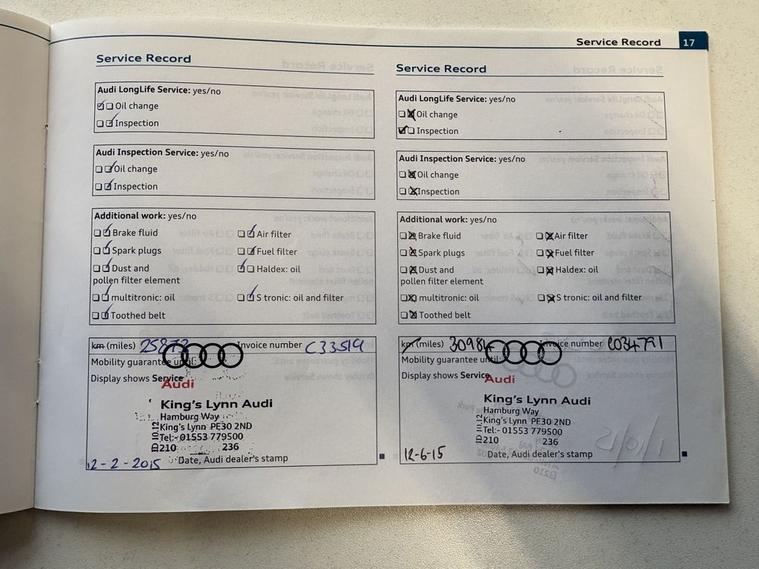 Service Record 17
Service Record
Audi LongLife Service: yes/no
Oil change
Inspection
Audi Inspection Service: yes/no
Oil change
Inspection
Additional work: yes/no
Brake fluid Air filter
Spark plugs Fuel filter
Dust and Haldex: oil
pollen filter element
multitronic: oil S tronic: oil and filter
Toothed belt
km (miles) Invoice number C33519
Mobility guarantee until:
Display shows Service
Audi
King's Lynn Audi
Hamburg Way
King's Lynn PE30 2ND
Tel:- 01553 779500
210 236
12-2-2015 Date, Audi dealer's stamp
Service Record
Audi LongLife Service: yes/no
Oil change
Inspection
Audi Inspection Service: yes/no
Oil change
Inspection
Additional work: yes/no
Brake fluid Air filter
Spark plugs Fuel filter
Dust and Haldex: oil
pollen filter element
multitronic: oil S tronic: oil and filter
Toothed belt
km (miles) 30984 Invoice number
Mobility guarantee until:
Display shows Service
Audi
King's Lynn Audi
Hamburg Way
King's Lynn PE30 2ND
Tel:- 01553 779500
210 236
12-6-15 Date, Audi dealer's stamp